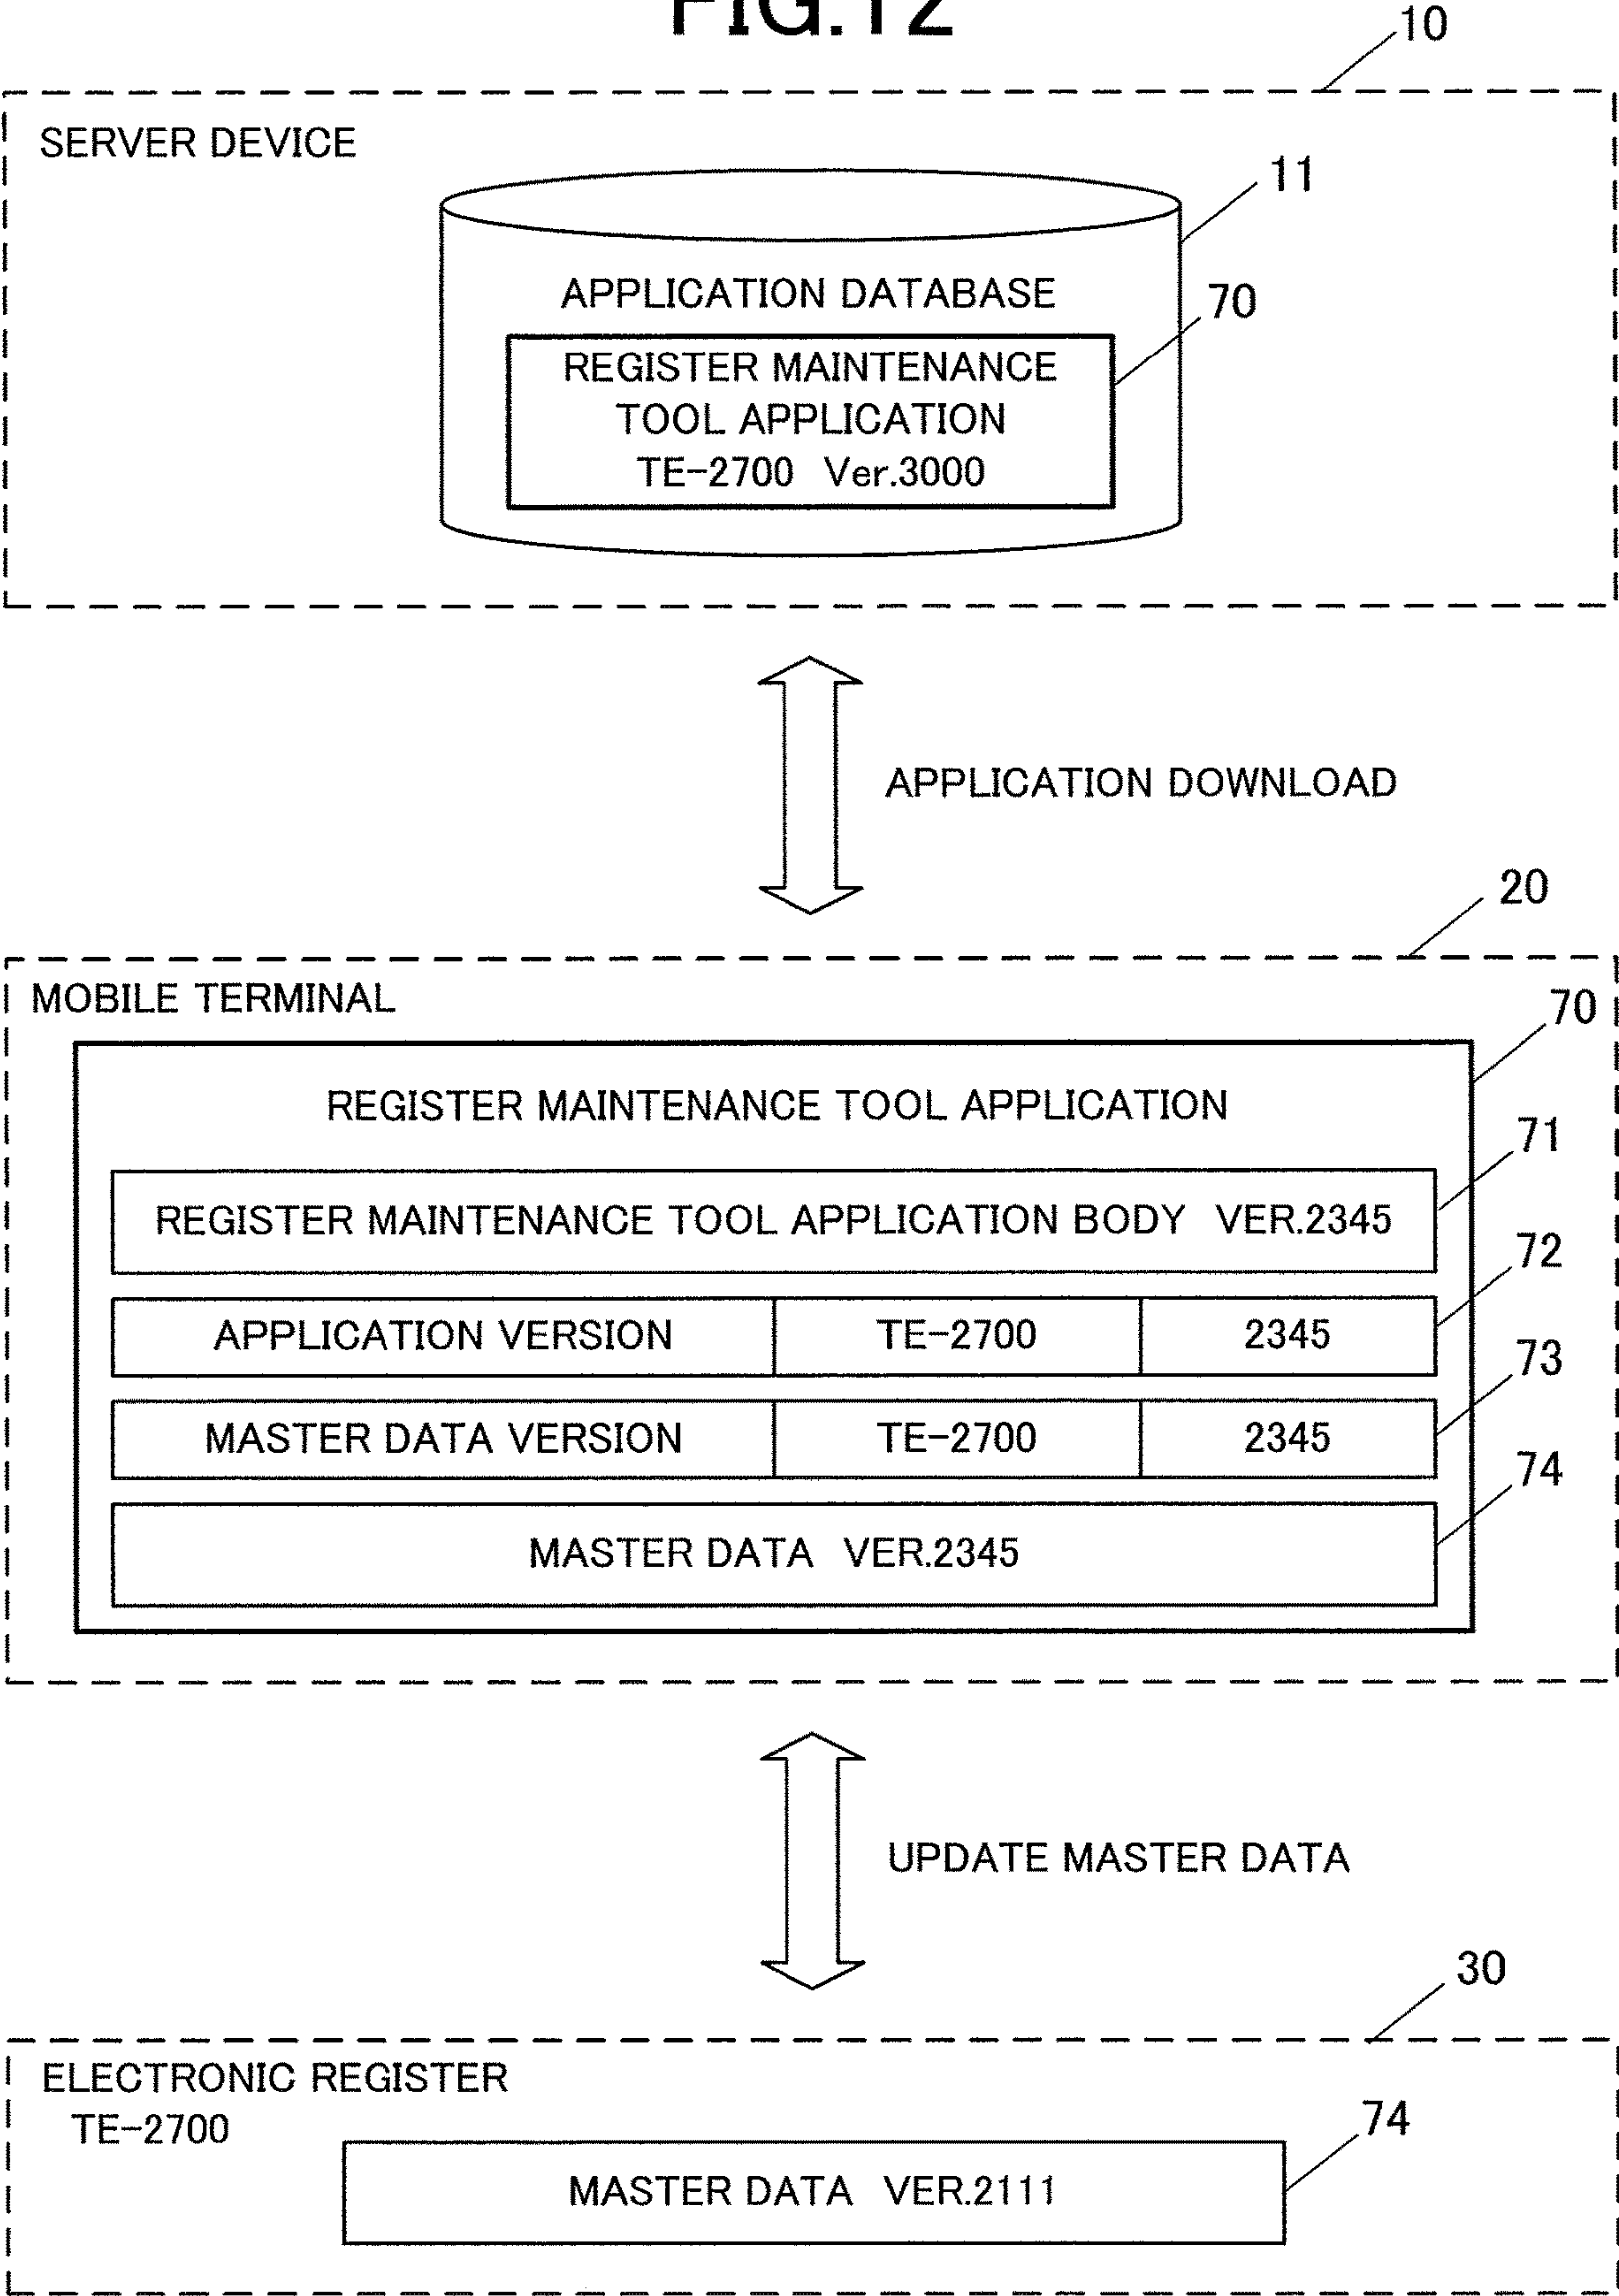 FIG.12
10
SERVER DEVICE
11
APPLICATION DATABASE
70
REGISTER MAINTENANCE
TOOL APPLICATION
TE-2700 Ver.3000
APPLICATION DOWNLOAD
20
MOBILE TERMINAL
70
REGISTER MAINTENANCE TOOL APPLICATION
71
REGISTER MAINTENANCE TOOL APPLICATION BODY VER.2345
72
APPLICATION VERSION TE-2700 2345
73
MASTER DATA VERSION TE-2700 2345
74
MASTER DATA VER.2345
UPDATE MASTER DATA
30
ELECTRONIC REGISTER
TE-2700
74
MASTER DATA VER.2111